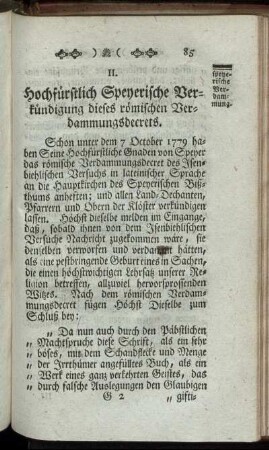 ) ❀ ( 85
II.
Hochfürstlich Speyerische Ver-
kündigung dieses römischen Ver-
dammungsdecrets.
speye-
rische
Ver-
dam-
mung.
Schon unter dem 7 October 1779 ha-
ben Seine Hochfürstliche Gnaden von Speyer
das römische Verdammungsdecret des Isen-
biehlischen Versuchs in lateinischer Sprache
an die Hauptkirchen des Speyerischen Biß-
thums anheften; und allen Land-Dechanten,
Pfarrern und Obern der Klöster verkündiget
lassen. Höchst dieselbe melden im Eingange,
daß, sobald ihnen von dem Isenbiehlischen
Versuche Nachricht zugekommen wäre, sie
denselben verworfen und verdammt hätten,
als eine pestbringende Geburt eines in Sachen,
die einen höchstwichtigen Lehrsatz unserer Re-
ligion betreffen, allzuviel hervorsprossenden
Witzes. Nach dem römischen Verdam-
mungsdecret fügen Höchst Dieselbe zum
Schluß bey:
„ Da nun auch durch den Päbstlichen
„ Machtspruche diese Schrift, als ein sehr
„ böses, mit dem Schandflecke und Menge
„ der Irrthümer angefülltes Buch, als ein
„ Werk eines ganz verkehrten Geistes, das
„ durch falsche Auslegungen den Glaubigen
G 2 „ gifti-